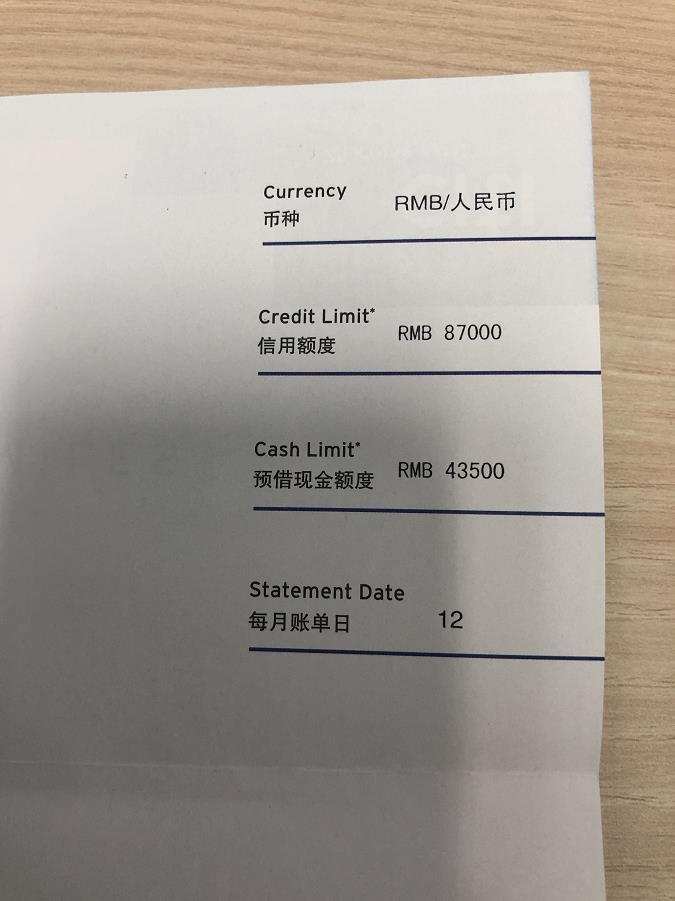 Currency
币种
RMB/人民币
Credit Limit*
信用额度
RMB 87000
Cash Limit*
预借现金额度
RMB 43500
Statement Date
每月账单日
12